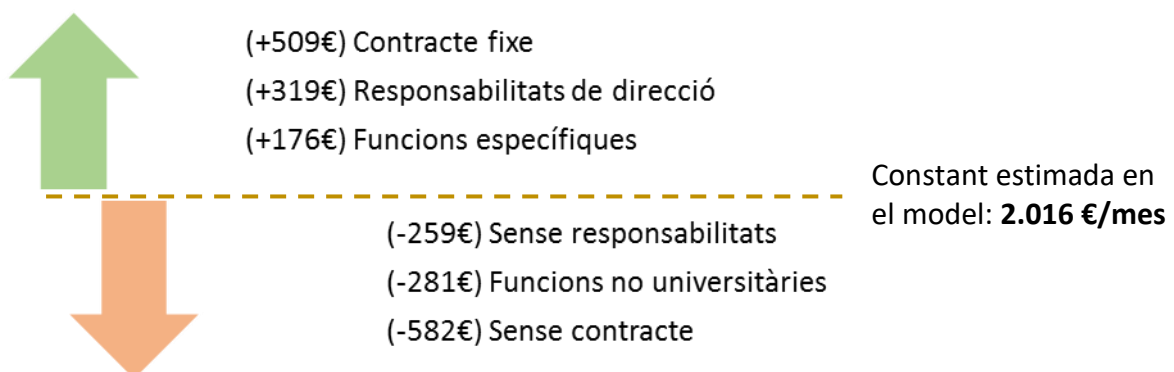 (+509€) Contracte fixe
(+319€) Responsabilitats de direcció
(+176€) Funcions específiques
Constant estimada en
el model: 2.016 €/mes
(-259€) Sense responsabilitats
(-281€) Funcions no universitàries
(-582€) Sense contracte